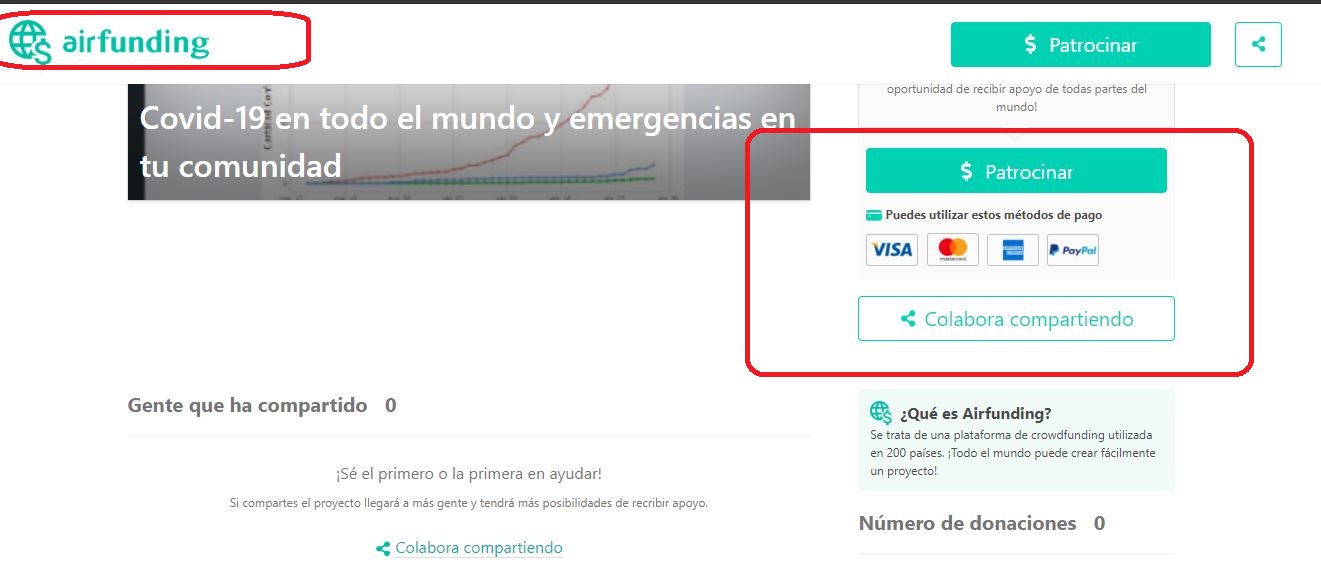 airfunding
$ Patrocinar
oportunidad de recibir apoyo de todas partes del
mundo!
Covid-19 en todo el mundo y emergencias en
tu comunidad
$ Patrocinar
Puedes utilizar estos métodos de pago
VISA
mastercard
PayPal
Colabora compartiendo
Gente que ha compartido 0
¡Sé el primero o la primera en ayudar!
Si compartes el proyecto llegará a más gente y tendrá más posibilidades de recibir apoyo.
Colabora compartiendo
¿Qué es Airfunding?
Se trata de una plataforma de crowdfunding utilizada
en 200 países. ¡Todo el mundo puede crear fácilmente
un proyecto!
Número de donaciones 0